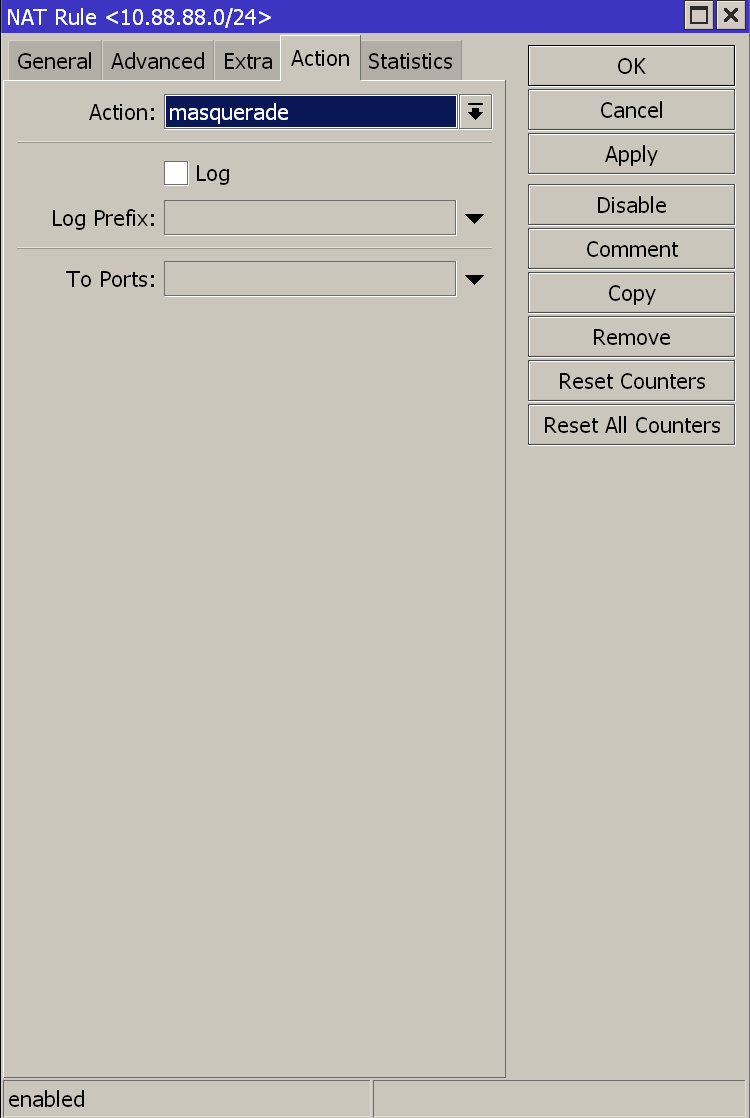 NAT Rule <10.88.88.0/24>
General Advanced Extra Action Statistics
Action: masquerade
Log
Log Prefix:
To Ports:
OK
Cancel
Apply
Disable
Comment
Copy
Remove
Reset Counters
Reset All Counters
enabled